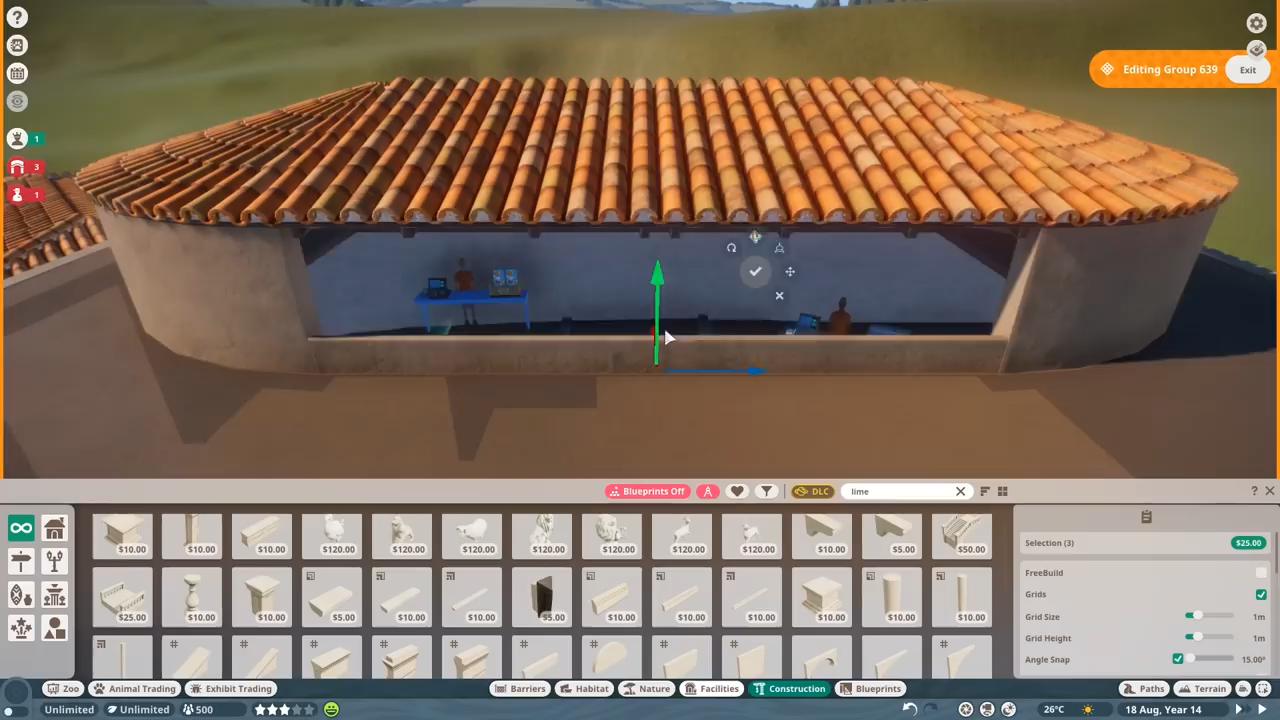 Editing Group 639 Exit
1
3
1
Blueprints Off DLC lime
$10.00 $10.00 $10.00 $120.00 $120.00 $120.00 $120.00 $120.00 $120.00 $120.00 $10.00 $5.00 $50.00
Selection (3) $25.00
FreeBuild
Grids
$25.00 $10.00 $10.00 $5.00 $10.00 $10.00 $5.00 $10.00 $10.00 $10.00 $10.00 $10.00 $10.00
Grid Size 1m
Grid Height 1m
Angle Snap 15.00°
Zoo Animal Trading Exhibit Trading Barriers Habitat Nature Facilities Construction Blueprints Paths Terrain
Unlimited Unlimited 500 26°C 18 Aug, Year 14